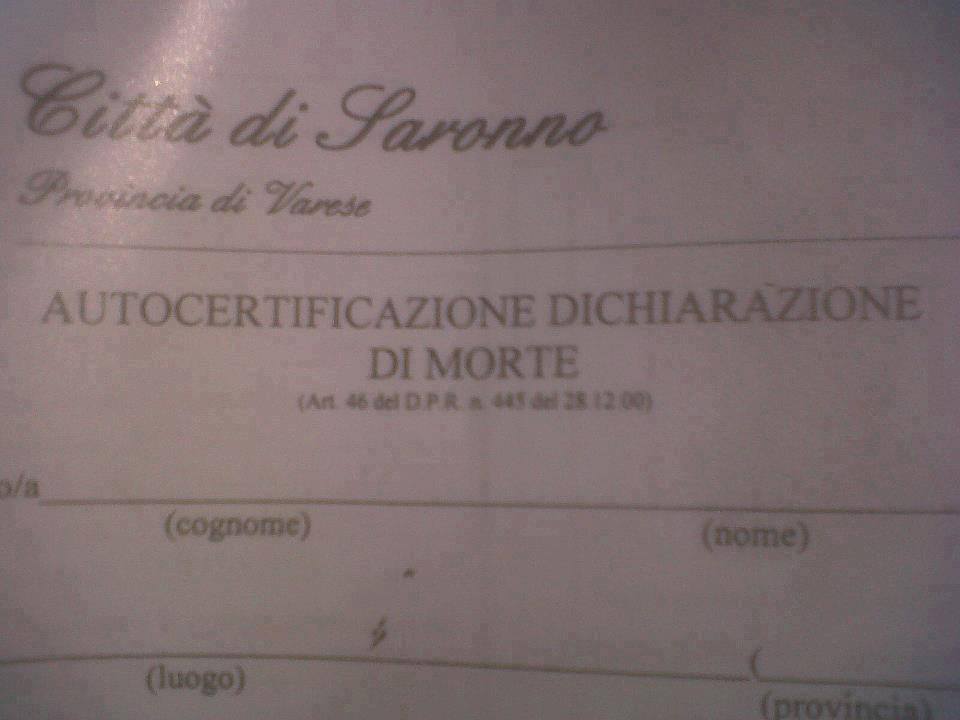 Città di Saronno
Provincia di Varese
AUTOCERTIFICAZIONE DICHIARAZIONE
DI MORTE
(Art. 46 del D.P.R. n. 445 del 28.12.00)
o/a
(cognome) (nome)
(
(luogo) (provincia)